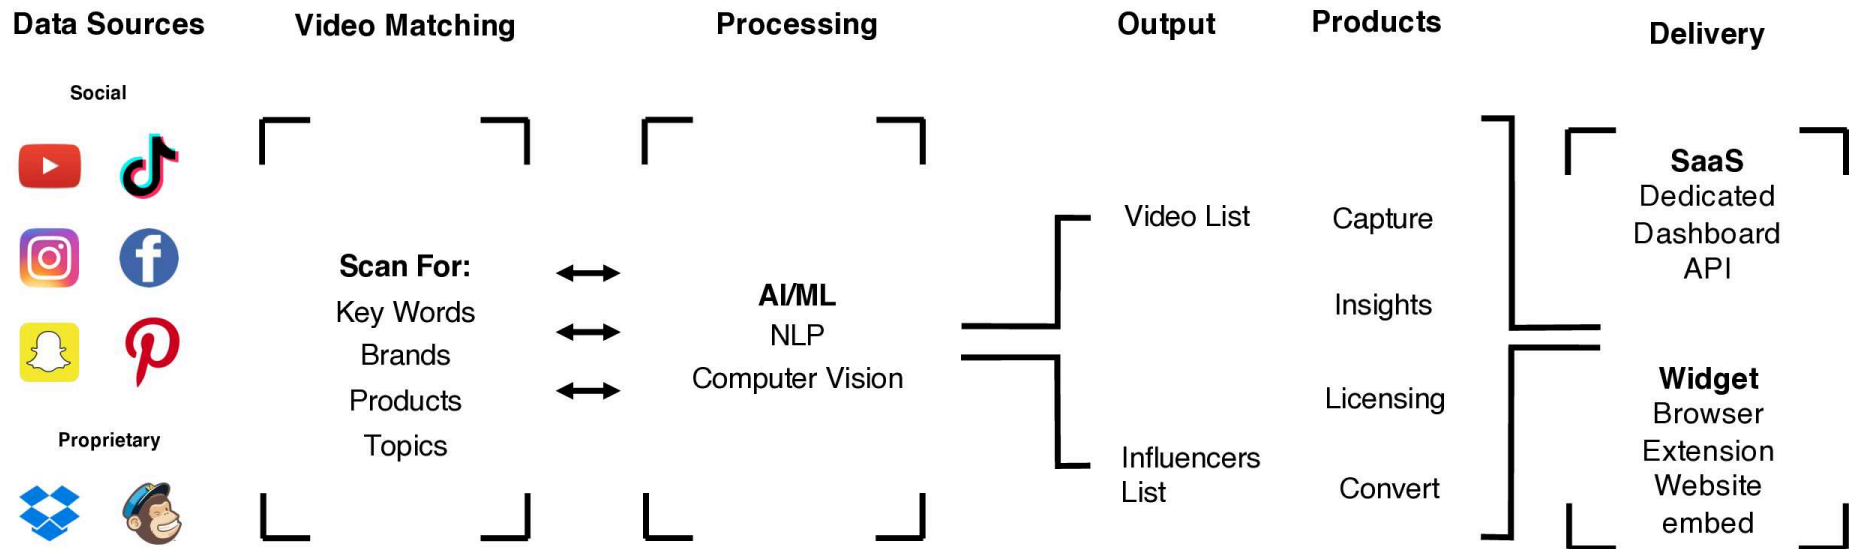 Data Sources
Video Matching
Processing
Output
Products
Delivery
Social
Proprietary
Scan For:
Key Words
Brands
Products
Topics
AI/ML
NLP
Computer Vision
Video List
Influencers
List
Capture
Insights
Licensing
Convert
SaaS
Dedicated
Dashboard
API
Widget
Browser
Extension
Website
embed